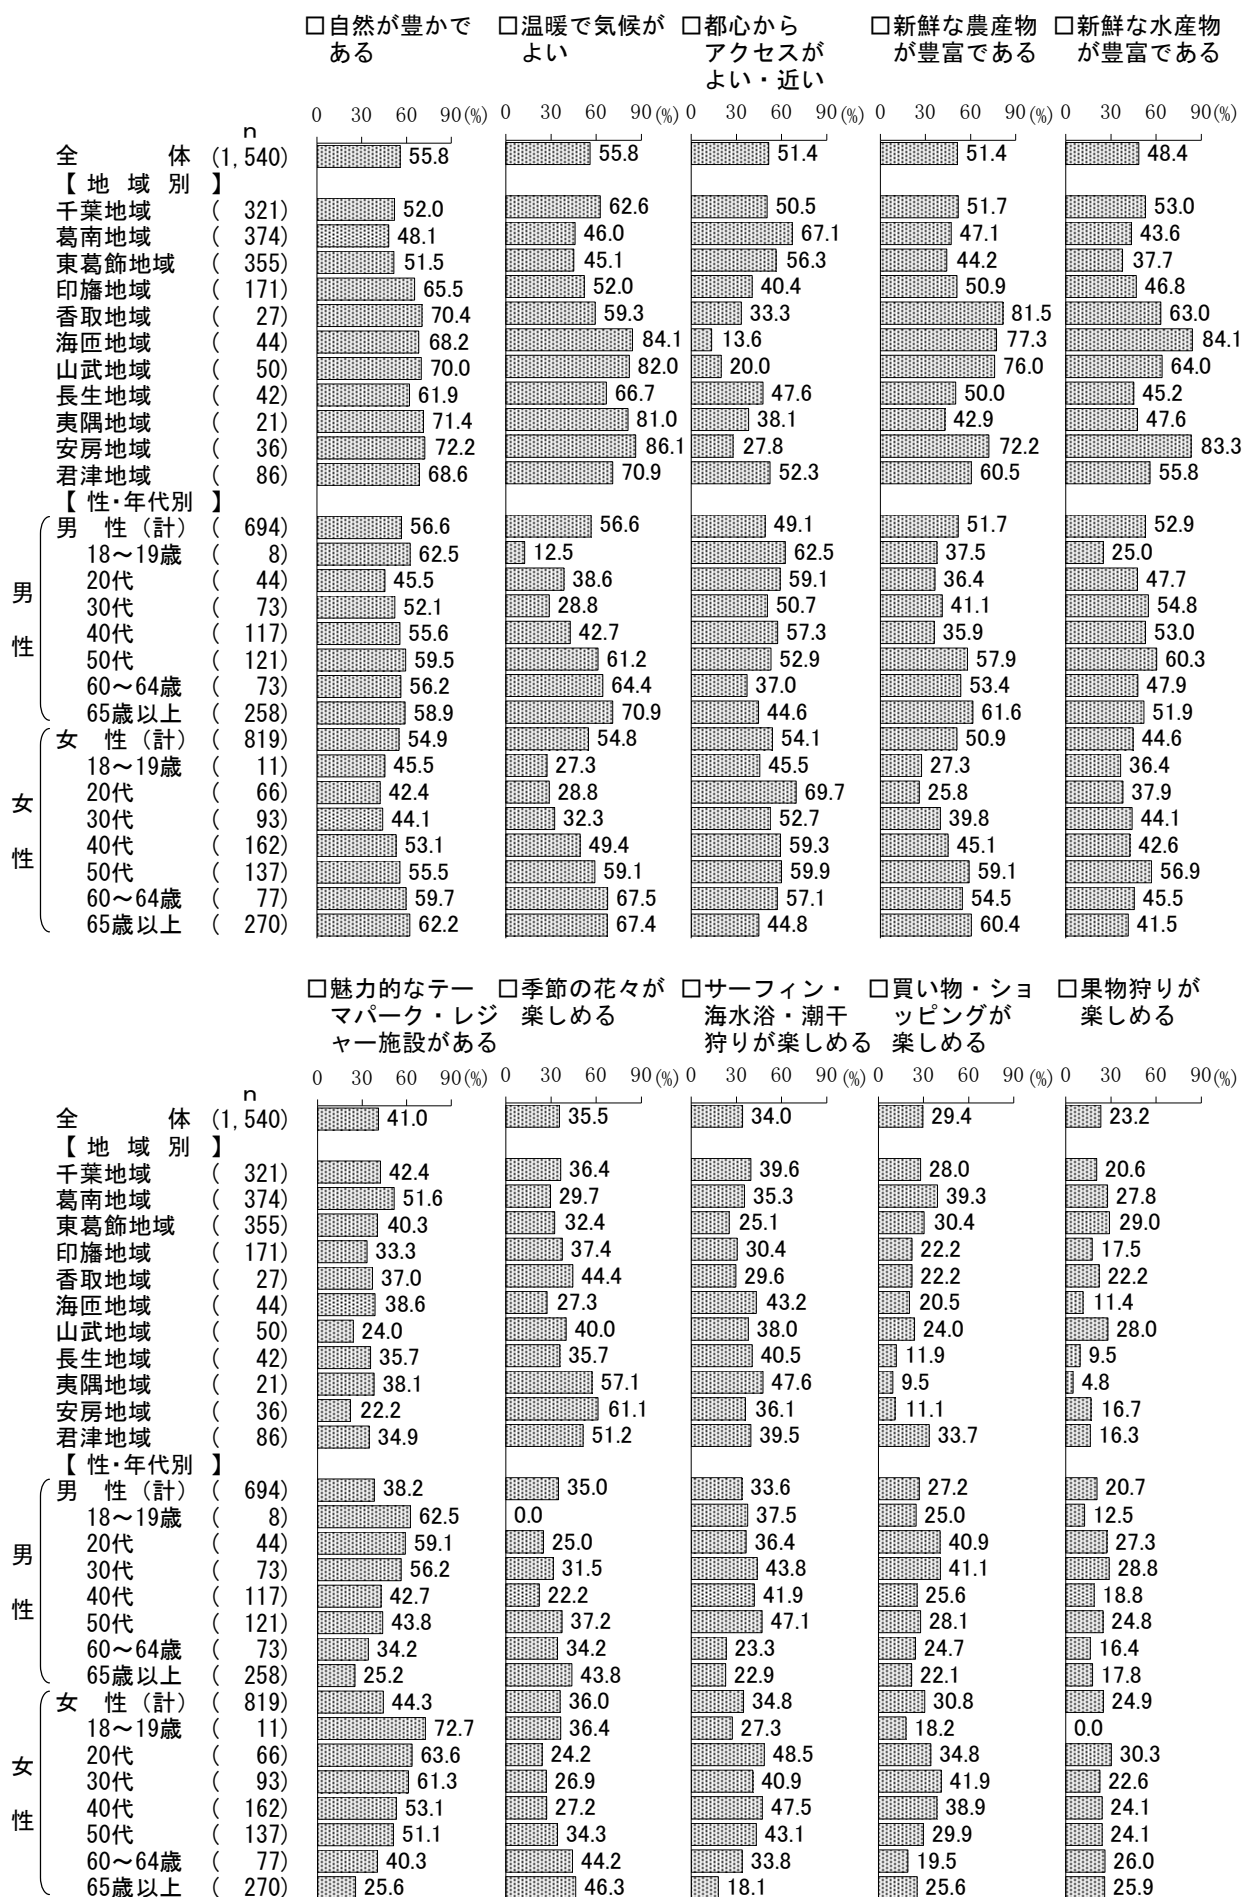 □自然が豊かで
ある
□温暖で気候が
よい
□都心から
アクセスが
よい・近い
□新鮮な農産物
が豊富である
□新鮮な水産物
が豊富である
0 30 60 90(%) 0 30 60 90(%) 0 30 60 90(%) 0 30 60 90(%) 0 30 60 90(%)
n
全体 (1,540) 55.8 55.8 51.4 51.4 48.4
【地域別】
千葉地域 ( 321) 52.0 62.6 50.5 51.7 53.0
葛南地域 ( 374) 48.1 46.0 67.1 47.1 43.6
東葛飾地域 ( 355) 51.5 45.1 56.3 44.2 37.7
印旛地域 ( 171) 65.5 52.0 40.4 50.9 46.8
香取地域 ( 27) 70.4 59.3 33.3 81.5 63.0
海匝地域 ( 44) 68.2 84.1 13.6 77.3 84.1
山武地域 ( 50) 70.0 82.0 20.0 76.0 64.0
長生地域 ( 42) 61.9 66.7 47.6 50.0 45.2
夷隅地域 ( 21) 71.4 81.0 38.1 42.9 47.6
安房地域 ( 36) 72.2 86.1 27.8 72.2 83.3
君津地域 ( 86) 68.6 70.9 52.3 60.5 55.8
【性・年代別】
男性（計） ( 694) 56.6 56.6 49.1 51.7 52.9
18～19歳 ( 8) 62.5 12.5 62.5 37.5 25.0
20代 ( 44) 45.5 38.6 59.1 36.4 47.7
男
30代 ( 73) 52.1 28.8 50.7 41.1 54.8
40代 ( 117) 55.6 42.7 57.3 35.9 53.0
性
50代 ( 121) 59.5 61.2 52.9 57.9 60.3
60～64歳 ( 73) 56.2 64.4 37.0 53.4 47.9
65歳以上 ( 258) 58.9 70.9 44.6 61.6 51.9
女性（計） ( 819) 54.9 54.8 54.1 50.9 44.6
18～19歳 ( 11) 45.5 27.3 45.5 27.3 36.4
20代 ( 66) 42.4 28.8 69.7 25.8 37.9
女
30代 ( 93) 44.1 32.3 52.7 39.8 44.1
40代 ( 162) 53.1 49.4 59.3 45.1 42.6
性
50代 ( 137) 55.5 59.1 59.9 59.1 56.9
60～64歳 ( 77) 59.7 67.5 57.1 54.5 45.5
65歳以上 ( 270) 62.2 67.4 44.8 60.4 41.5
□魅力的なテー
マパーク・レジ
ャー施設がある
□季節の花々が
楽しめる
□サーフィン・
海水浴・潮干
狩りが楽しめる
□買い物・ショ
ッピングが
楽しめる
□果物狩りが
楽しめる
0 30 60 90(%) 0 30 60 90(%) 0 30 60 90(%) 0 30 60 90(%) 0 30 60 90(%)
n
全体 (1,540) 41.0 35.5 34.0 29.4 23.2
【地域別】
千葉地域 ( 321) 42.4 36.4 39.6 28.0 20.6
葛南地域 ( 374) 51.6 29.7 35.3 39.3 27.8
東葛飾地域 ( 355) 40.3 32.4 25.1 30.4 29.0
印旛地域 ( 171) 33.3 37.4 30.4 22.2 17.5
香取地域 ( 27) 37.0 44.4 29.6 22.2 22.2
海匝地域 ( 44) 38.6 27.3 43.2 20.5 11.4
山武地域 ( 50) 24.0 40.0 38.0 24.0 28.0
長生地域 ( 42) 35.7 35.7 40.5 11.9 9.5
夷隅地域 ( 21) 38.1 57.1 47.6 9.5 4.8
安房地域 ( 36) 22.2 61.1 36.1 11.1 16.7
君津地域 ( 86) 34.9 51.2 39.5 33.7 16.3
【性・年代別】
男性（計） ( 694) 38.2 35.0 33.6 27.2 20.7
18～19歳 ( 8) 62.5 0.0 37.5 25.0 12.5
20代 ( 44) 59.1 25.0 36.4 40.9 27.3
男
30代 ( 73) 56.2 31.5 43.8 41.1 28.8
40代 ( 117) 42.7 22.2 41.9 25.6 18.8
性
50代 ( 121) 43.8 37.2 47.1 28.1 24.8
60～64歳 ( 73) 34.2 34.2 23.3 24.7 16.4
65歳以上 ( 258) 25.2 43.8 22.9 22.1 17.8
女性（計） ( 819) 44.3 36.0 34.8 30.8 24.9
18～19歳 ( 11) 72.7 36.4 27.3 18.2 0.0
20代 ( 66) 63.6 24.2 48.5 34.8 30.3
女
30代 ( 93) 61.3 26.9 40.9 41.9 22.6
40代 ( 162) 53.1 27.2 47.5 38.9 24.1
性
50代 ( 137) 51.1 34.3 43.1 29.9 24.1
60～64歳 ( 77) 40.3 44.2 33.8 19.5 26.0
65歳以上 ( 270) 25.6 46.3 18.1 25.6 25.9